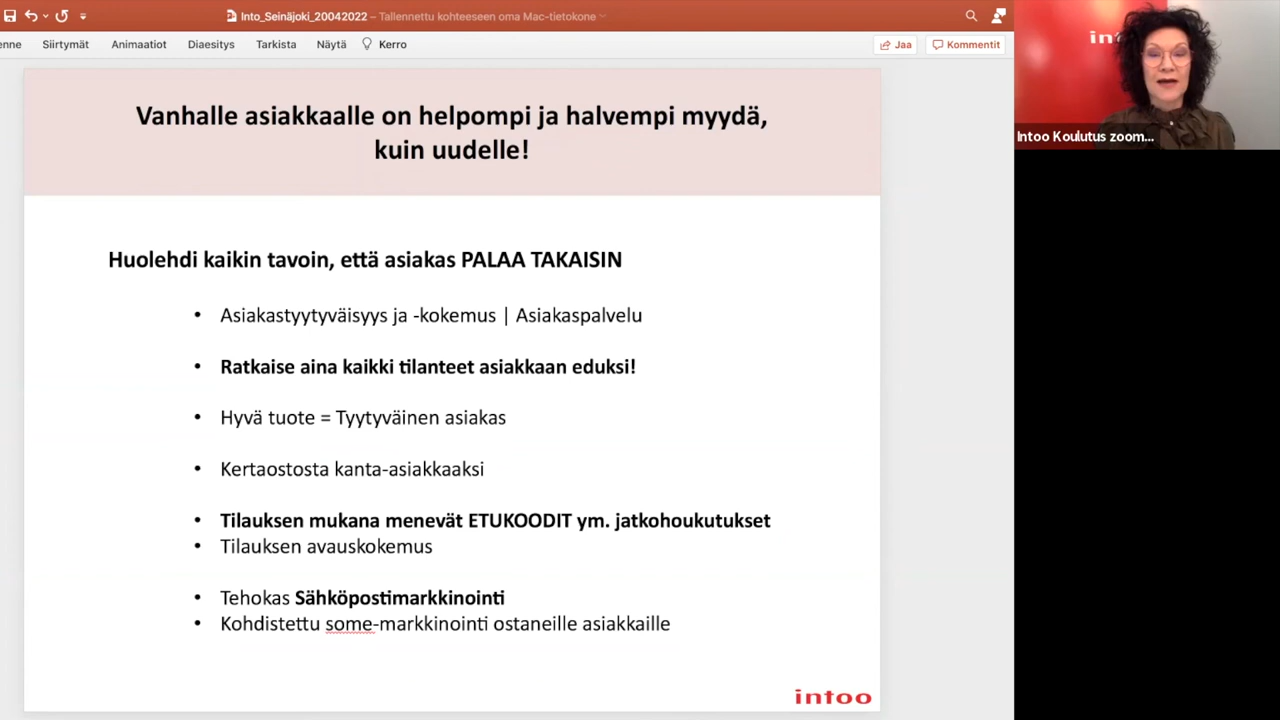 Into_Seinäjoki_20042022 – Tallennettu kohteeseen oma Mac-tietokone
enne Siirtymät Animaatiot Diaesitys Tarkista Näytä Kerro Jaa Kommentit
Vanhalle asiakkaalle on helpompi ja halvempi myydä,
kuin uudelle!
Huolehdi kaikin tavoin, että asiakas PALAA TAKAISIN
• Asiakastyytyväisyys ja -kokemus | Asiakaspalvelu
• Ratkaise aina kaikki tilanteet asiakkaan eduksi!
• Hyvä tuote = Tyytyväinen asiakas
• Kertaostosta kanta-asiakkaaksi
• Tilauksen mukana menevät ETUKOODIT ym. jatkohoukutukset
• Tilauksen avauskokemus
• Tehokas Sähköpostimarkkinointi
• Kohdistettu some-markkinointi ostaneille asiakkaille
intoo
Intoo Koulutus zoom...